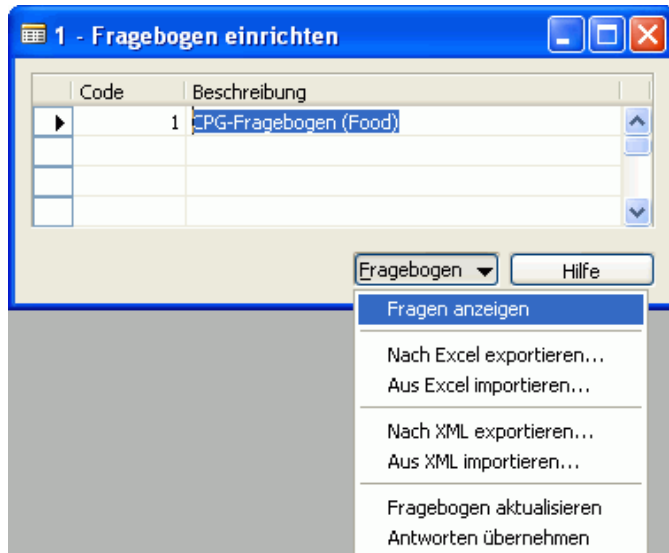 1 - Fragebogen einrichten
Code Beschreibung
1 CPG-Fragebogen (Food)
Fragebogen Hilfe
Fragen anzeigen
Nach Excel exportieren...
Aus Excel importieren...
Nach XML exportieren...
Aus XML importieren...
Fragebogen aktualisieren
Antworten übernehmen